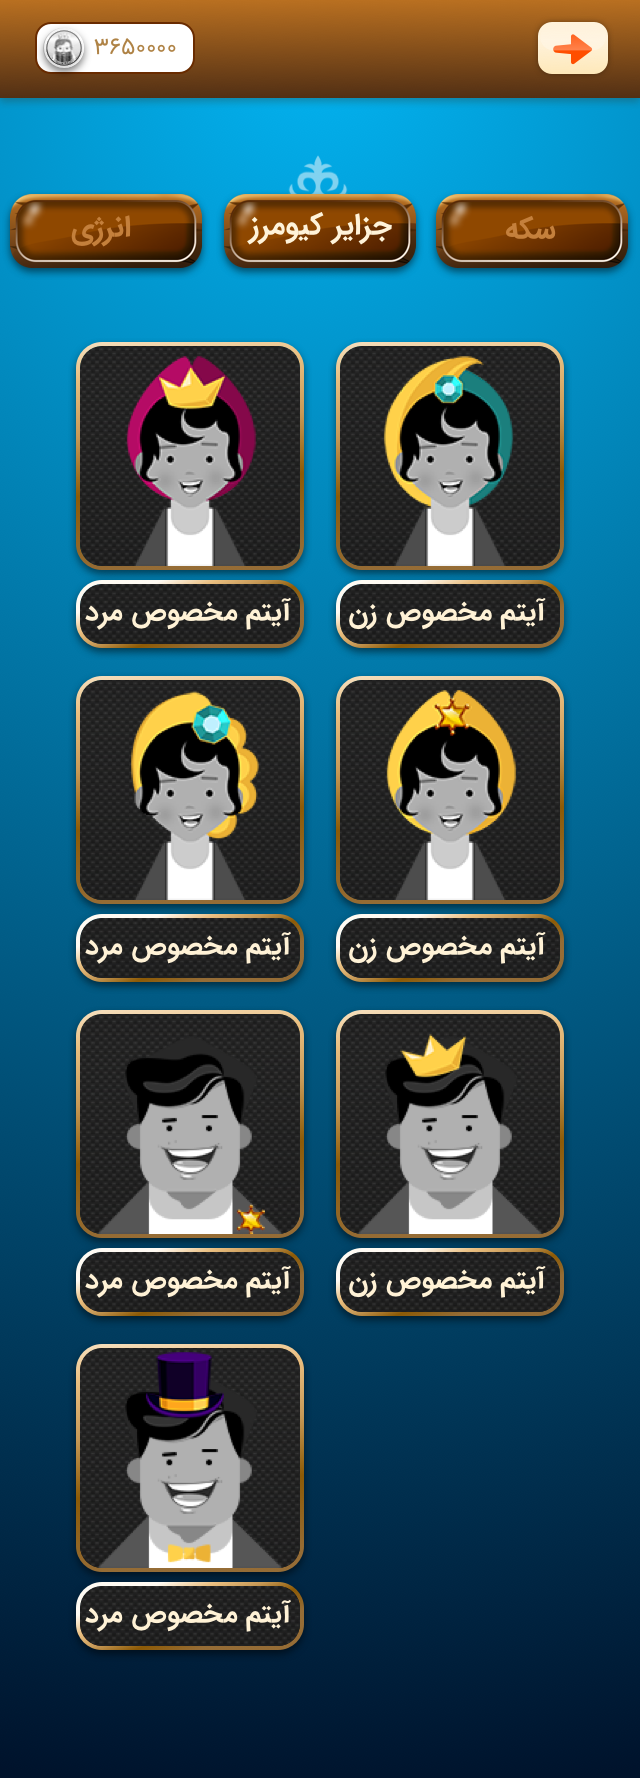 ۳۶۵۰۰۰۰
سکه
جزایر کیومرز
انرژی
آیتم مخصوص زن
آیتم مخصوص مرد
آیتم مخصوص زن
آیتم مخصوص مرد
آیتم مخصوص زن
آیتم مخصوص مرد
آیتم مخصوص مرد